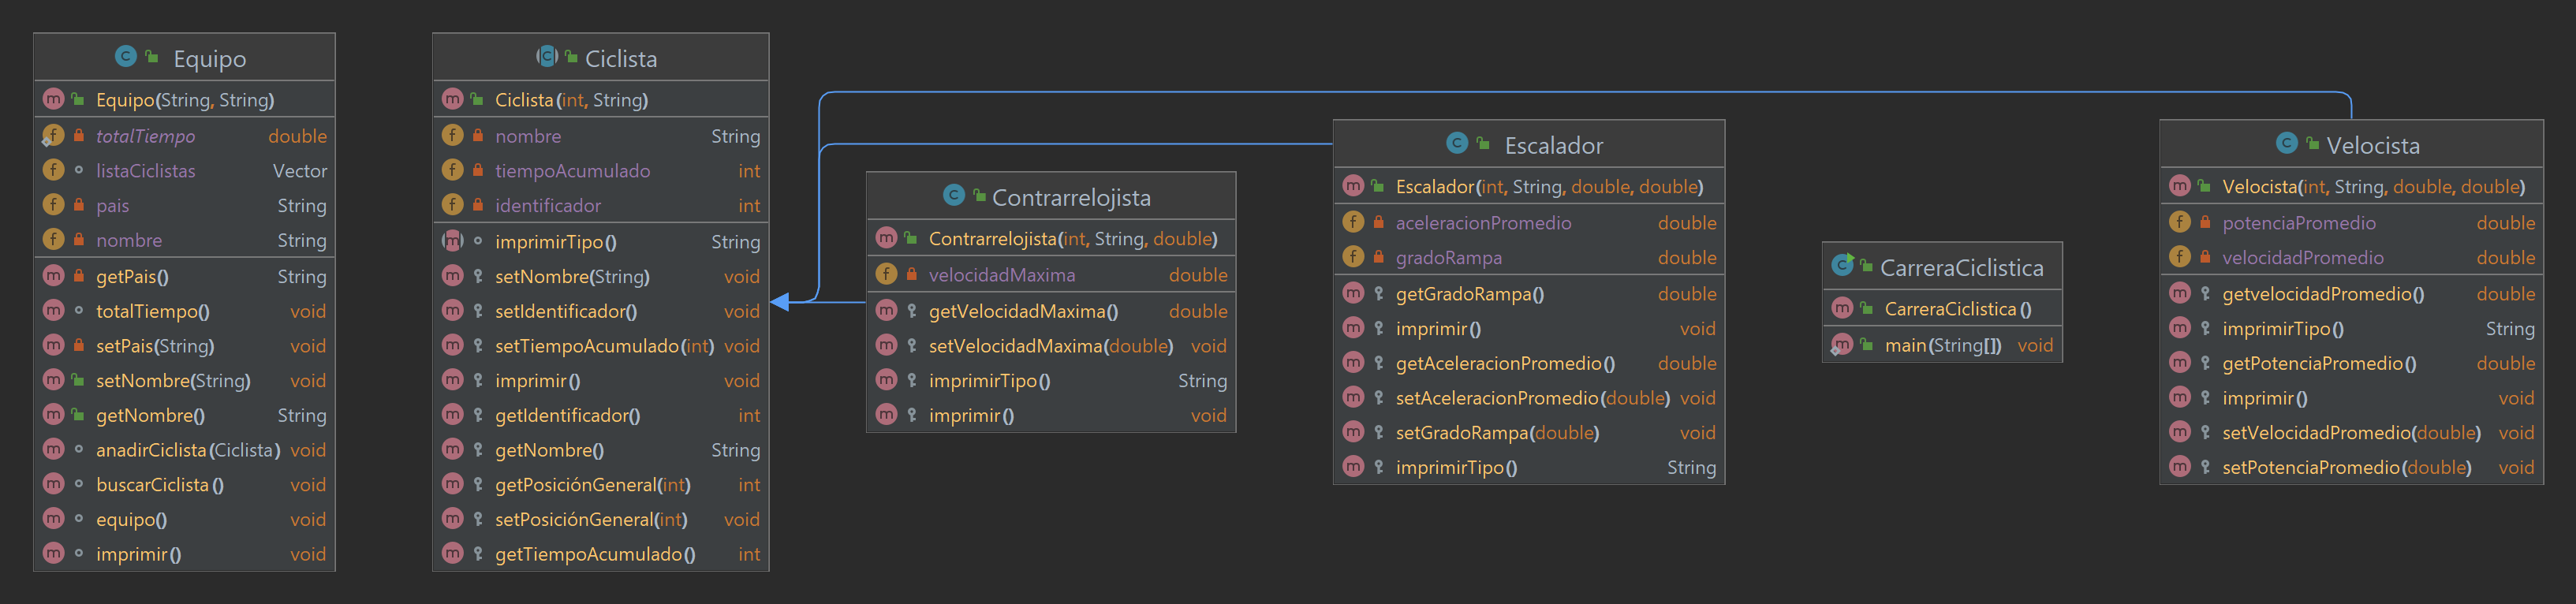 Equipo
Equipo(String, String)
totalTiempo double
listaCiclistas Vector
pais String
nombre String
getPais() String
totalTiempo() void
setPais(String) void
setNombre(String) void
getNombre() String
anadirCiclista(Ciclista) void
buscarCiclista() void
equipo() void
imprimir() void
Ciclista
Ciclista(int, String)
nombre String
tiempoAcumulado int
identificador int
imprimirTipo() String
setNombre(String) void
setIdentificador() void
setTiempoAcumulado(int) void
imprimir() void
getIdentificador() int
getNombre() String
getPosiciónGeneral(int) int
setPosiciónGeneral(int) void
getTiempoAcumulado() int
Contrarrelojista
Contrarrelojista(int, String, double)
velocidadMaxima double
getVelocidadMaxima() double
setVelocidadMaxima(double) void
imprimirTipo() String
imprimir() void
Escalador
Escalador(int, String, double, double)
aceleracionPromedio double
gradoRampa double
getGradoRampa() double
imprimir() void
getAceleracionPromedio() double
setAceleracionPromedio(double) void
setGradoRampa(double) void
imprimirTipo() String
CarreraCiclistica
CarreraCiclistica()
main(String[]) void
Velocista
Velocista(int, String, double, double)
potenciaPromedio double
velocidadPromedio double
getvelocidadPromedio() double
imprimirTipo() String
getPotenciaPromedio() double
imprimir() void
setVelocidadPromedio(double) void
setPotenciaPromedio(double) void